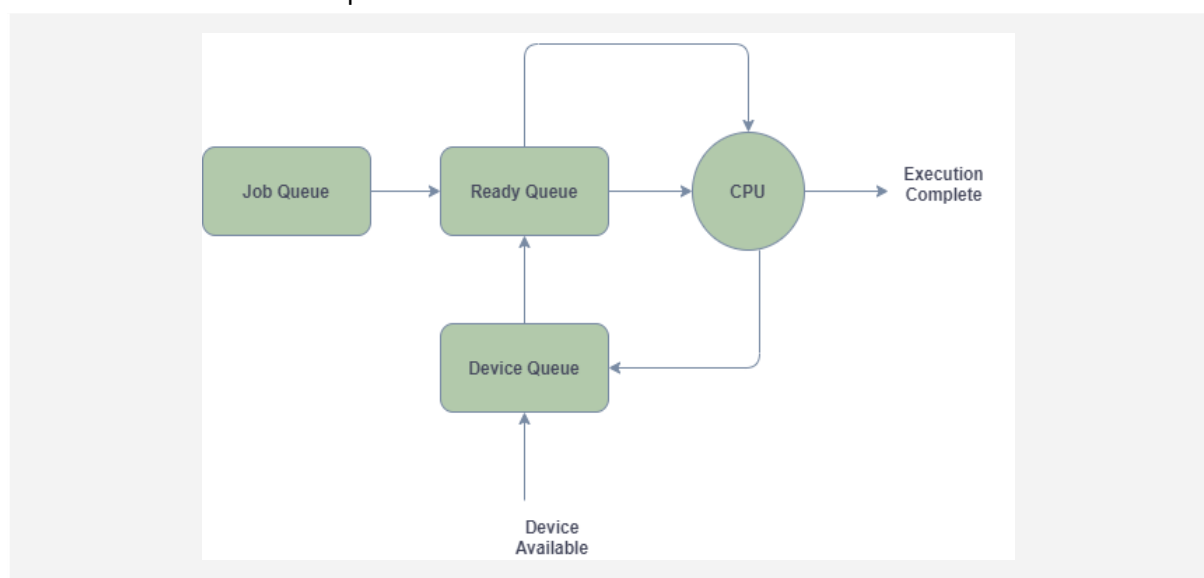 Job Queue
Ready Queue
CPU
Execution
Complete
Device Queue
Device
Available